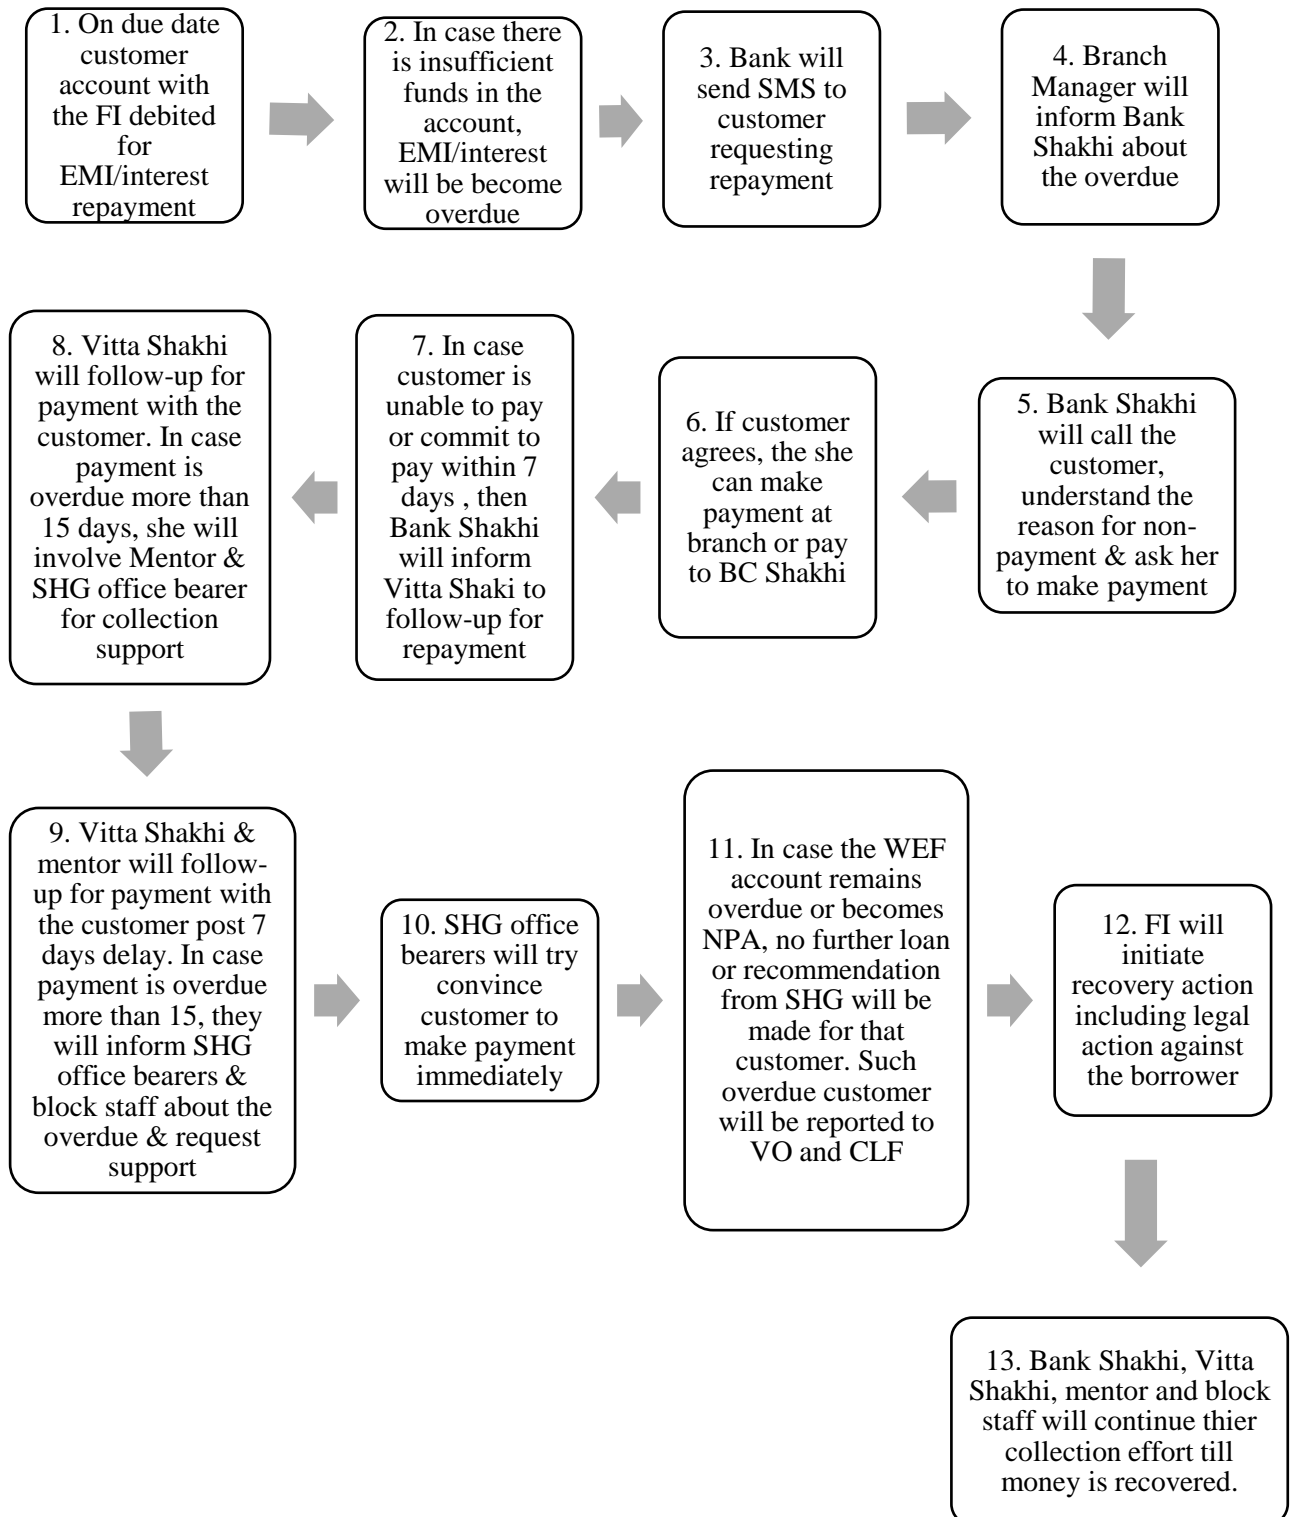 1. On due date
customer
account with
the FI debited
for
EMI/interest
repayment
2. In case there
is insufficient
funds in the
account,
EMI/interest
will be become
overdue
3. Bank will
send SMS to
customer
requesting
repayment
4. Branch
Manager will
inform Bank
Shakhi about
the overdue
5. Bank Shakhi
will call the
customer,
understand the
reason for non-
payment & ask her
to make payment
6. If customer
agrees, the she
can make
payment at
branch or pay
to BC Shakhi
7. In case
customer is
unable to pay
or commit to
pay within 7
days , then
Bank Shakhi
will inform
Vitta Shaki to
follow-up for
repayment
8. Vitta Shakhi
will follow-up for
payment with the
customer. In case
payment is
overdue more than
15 days, she will
involve Mentor &
SHG office bearer
for collection
support
9. Vitta Shakhi &
mentor will follow-
up for payment with
the customer post 7
days delay. In case
payment is overdue
more than 15, they
will inform SHG
office bearers &
block staff about the
overdue & request
support
10. SHG office
bearers will try
convince
customer to
make payment
immediately
11. In case the WEF
account remains
overdue or becomes
NPA, no further loan
or recommendation
from SHG will be
made for that
customer. Such
overdue customer
will be reported to
VO and CLF
12. FI will
initiate
recovery action
including legal
action against
the borrower
13. Bank Shakhi, Vitta
Shakhi, mentor and block
staff will continue thier
collection effort till
money is recovered.